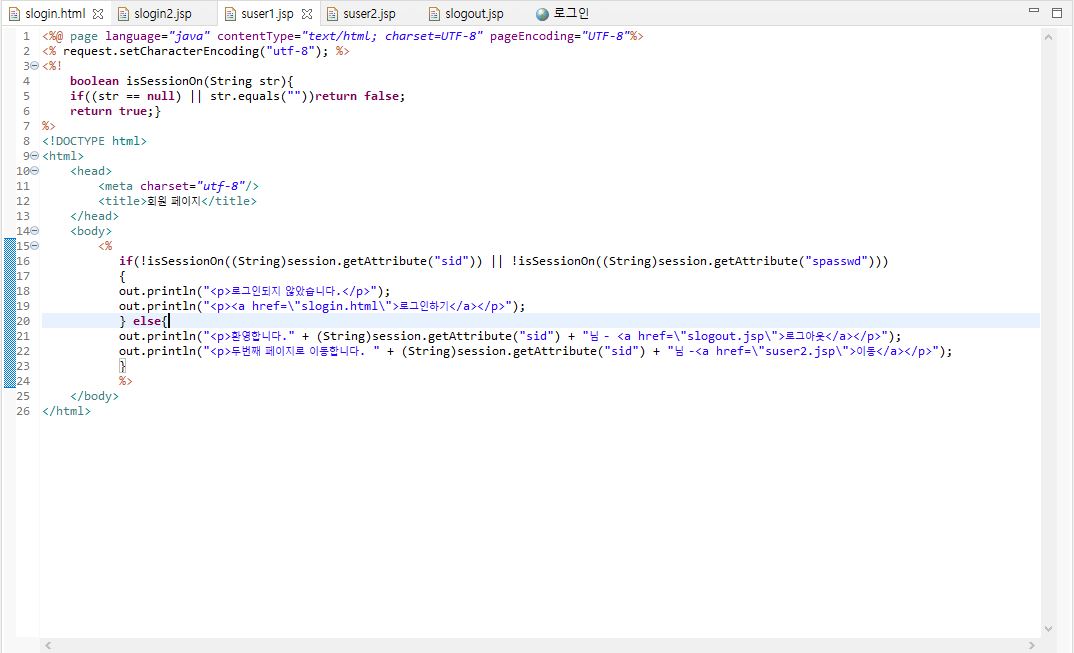 slogin.html slogin2.jsp suser1.jsp suser2.jsp slogout.jsp 로그인
1 <%@ page language="java" contentType="text/html; charset=UTF-8" pageEncoding="UTF-8"%>
2 <% request.setCharacterEncoding("utf-8"); %>
3 <%!
4 boolean isSessionOn(String str){
5 if((str == null) || str.equals(""))return false;
6 return true;}
7 %>
8 <!DOCTYPE html>
9 <html>
10 <head>
11 <meta charset="utf-8"/>
12 <title>회원 페이지</title>
13 </head>
14 <body>
15 <%
16 if(!isSessionOn((String)session.getAttribute("sid")) || !isSessionOn((String)session.getAttribute("spasswd")))
17 {
18 out.println("<p>로그인되지 않았습니다.</p>");
19 out.println("<p><a href=\"slogin.html\">로그인하기</a></p>");
20 } else{
21 out.println("<p>환영합니다." + (String)session.getAttribute("sid") + "님 - <a href=\"slogout.jsp\">로그아웃</a></p>");
22 out.println("<p>두번째 페이지로 이동합니다. " + (String)session.getAttribute("sid") + "님 -<a href=\"suser2.jsp\">이동</a></p>");
23 }
24 %>
25 </body>
26 </html>